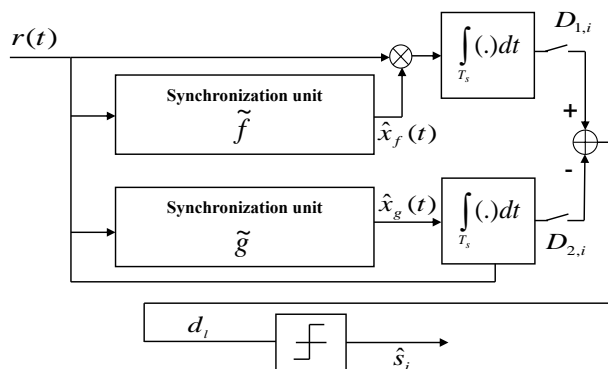 r(t)
∫_{T_s}(.)dt
D_{1,i}
Synchronization unit
f̃
x̂_f(t)
+
-
Synchronization unit
g̃
x̂_g(t)
∫_{T_s}(.)dt
D_{2,i}
d_l
ŝ_i